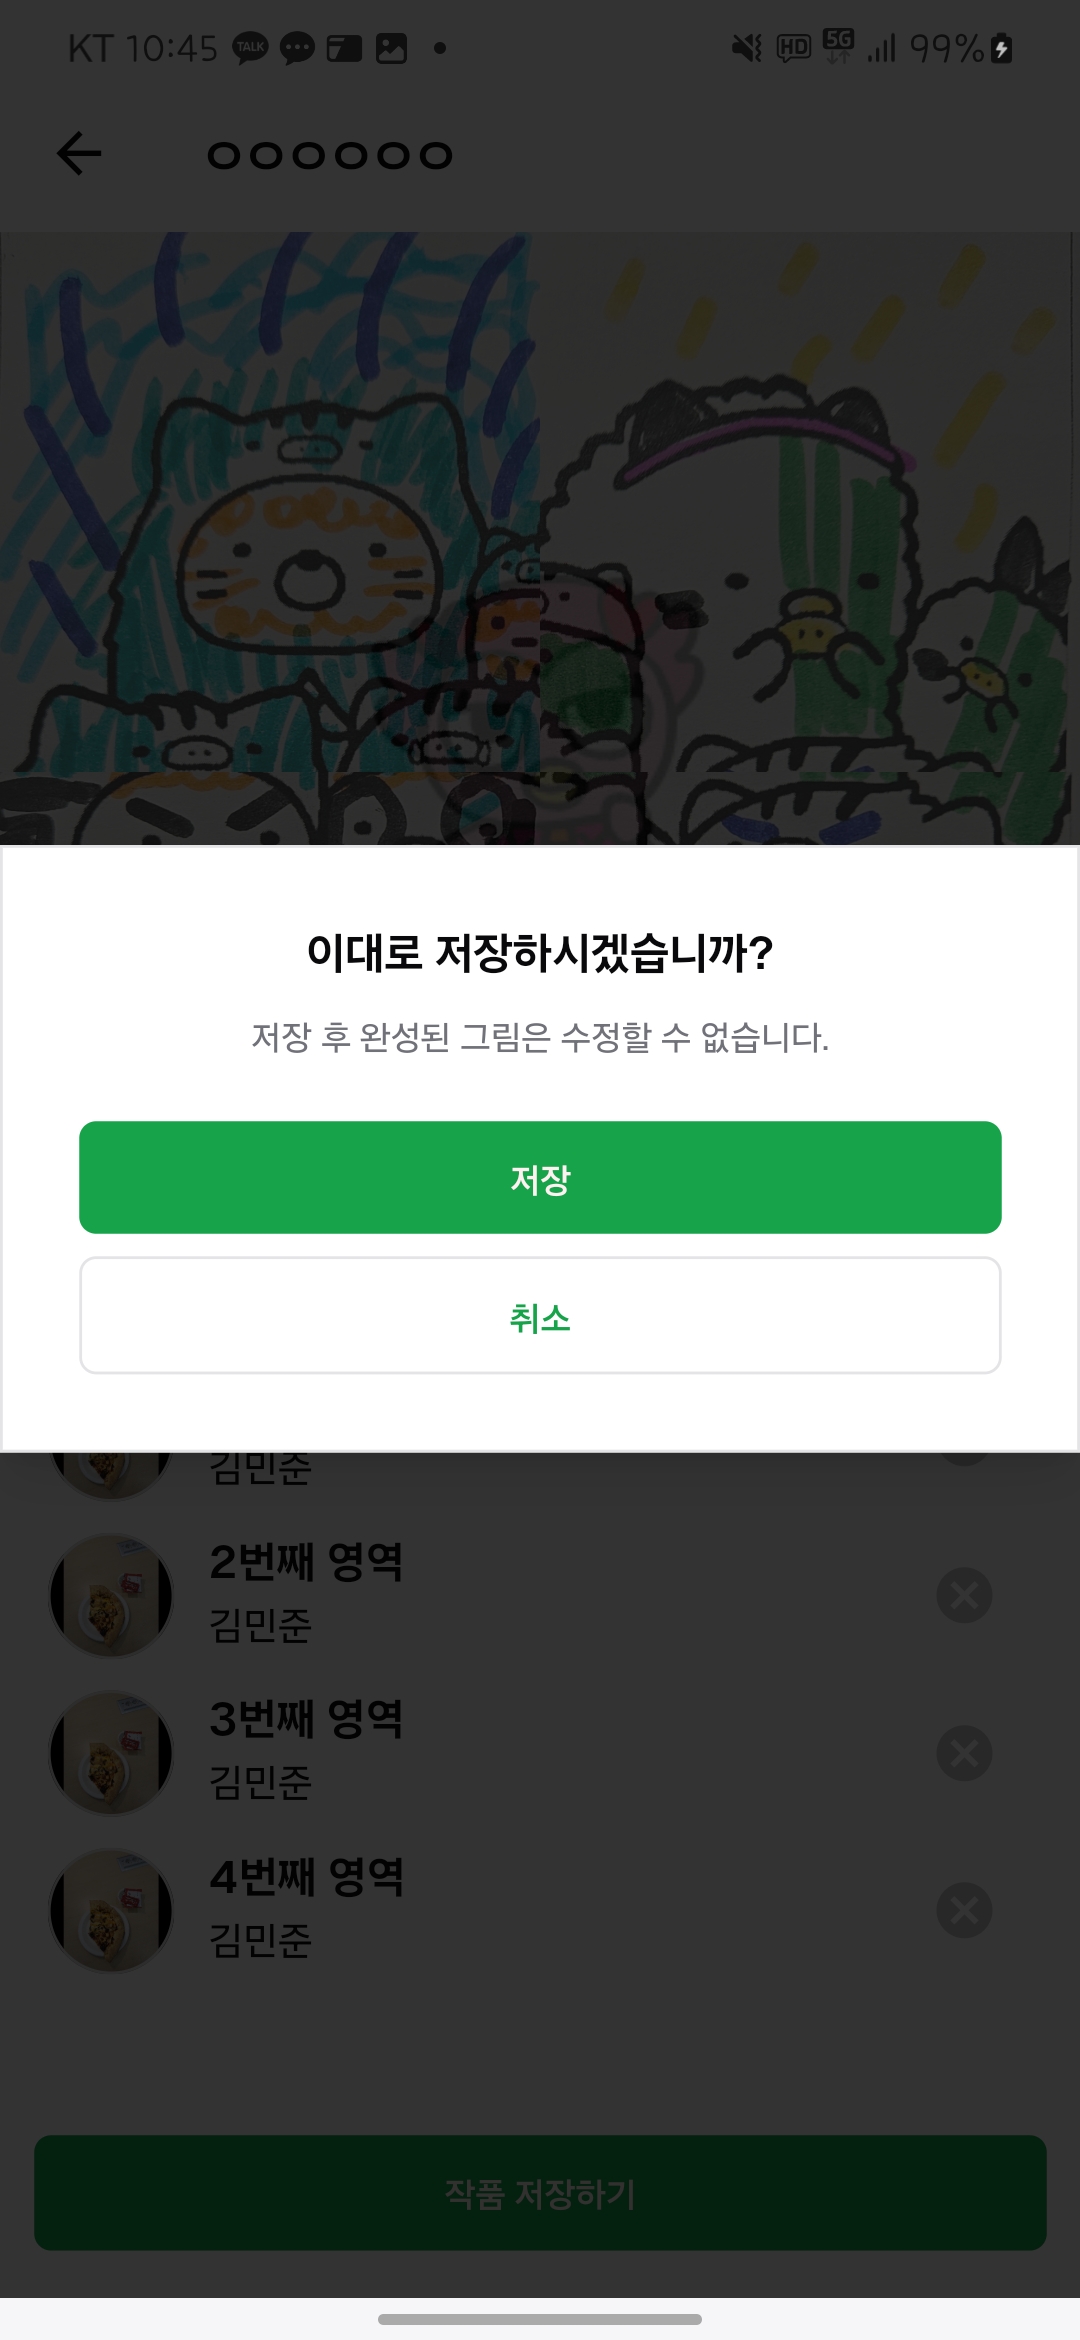 KT 10:45 TALK HD 5G 99%
ㅇㅇㅇㅇㅇㅇ
이대로 저장하시겠습니까?
저장 후 완성된 그림은 수정할 수 없습니다.
저장
취소
김민준
2번째 영역
김민준
3번째 영역
김민준
4번째 영역
김민준
작품 저장하기